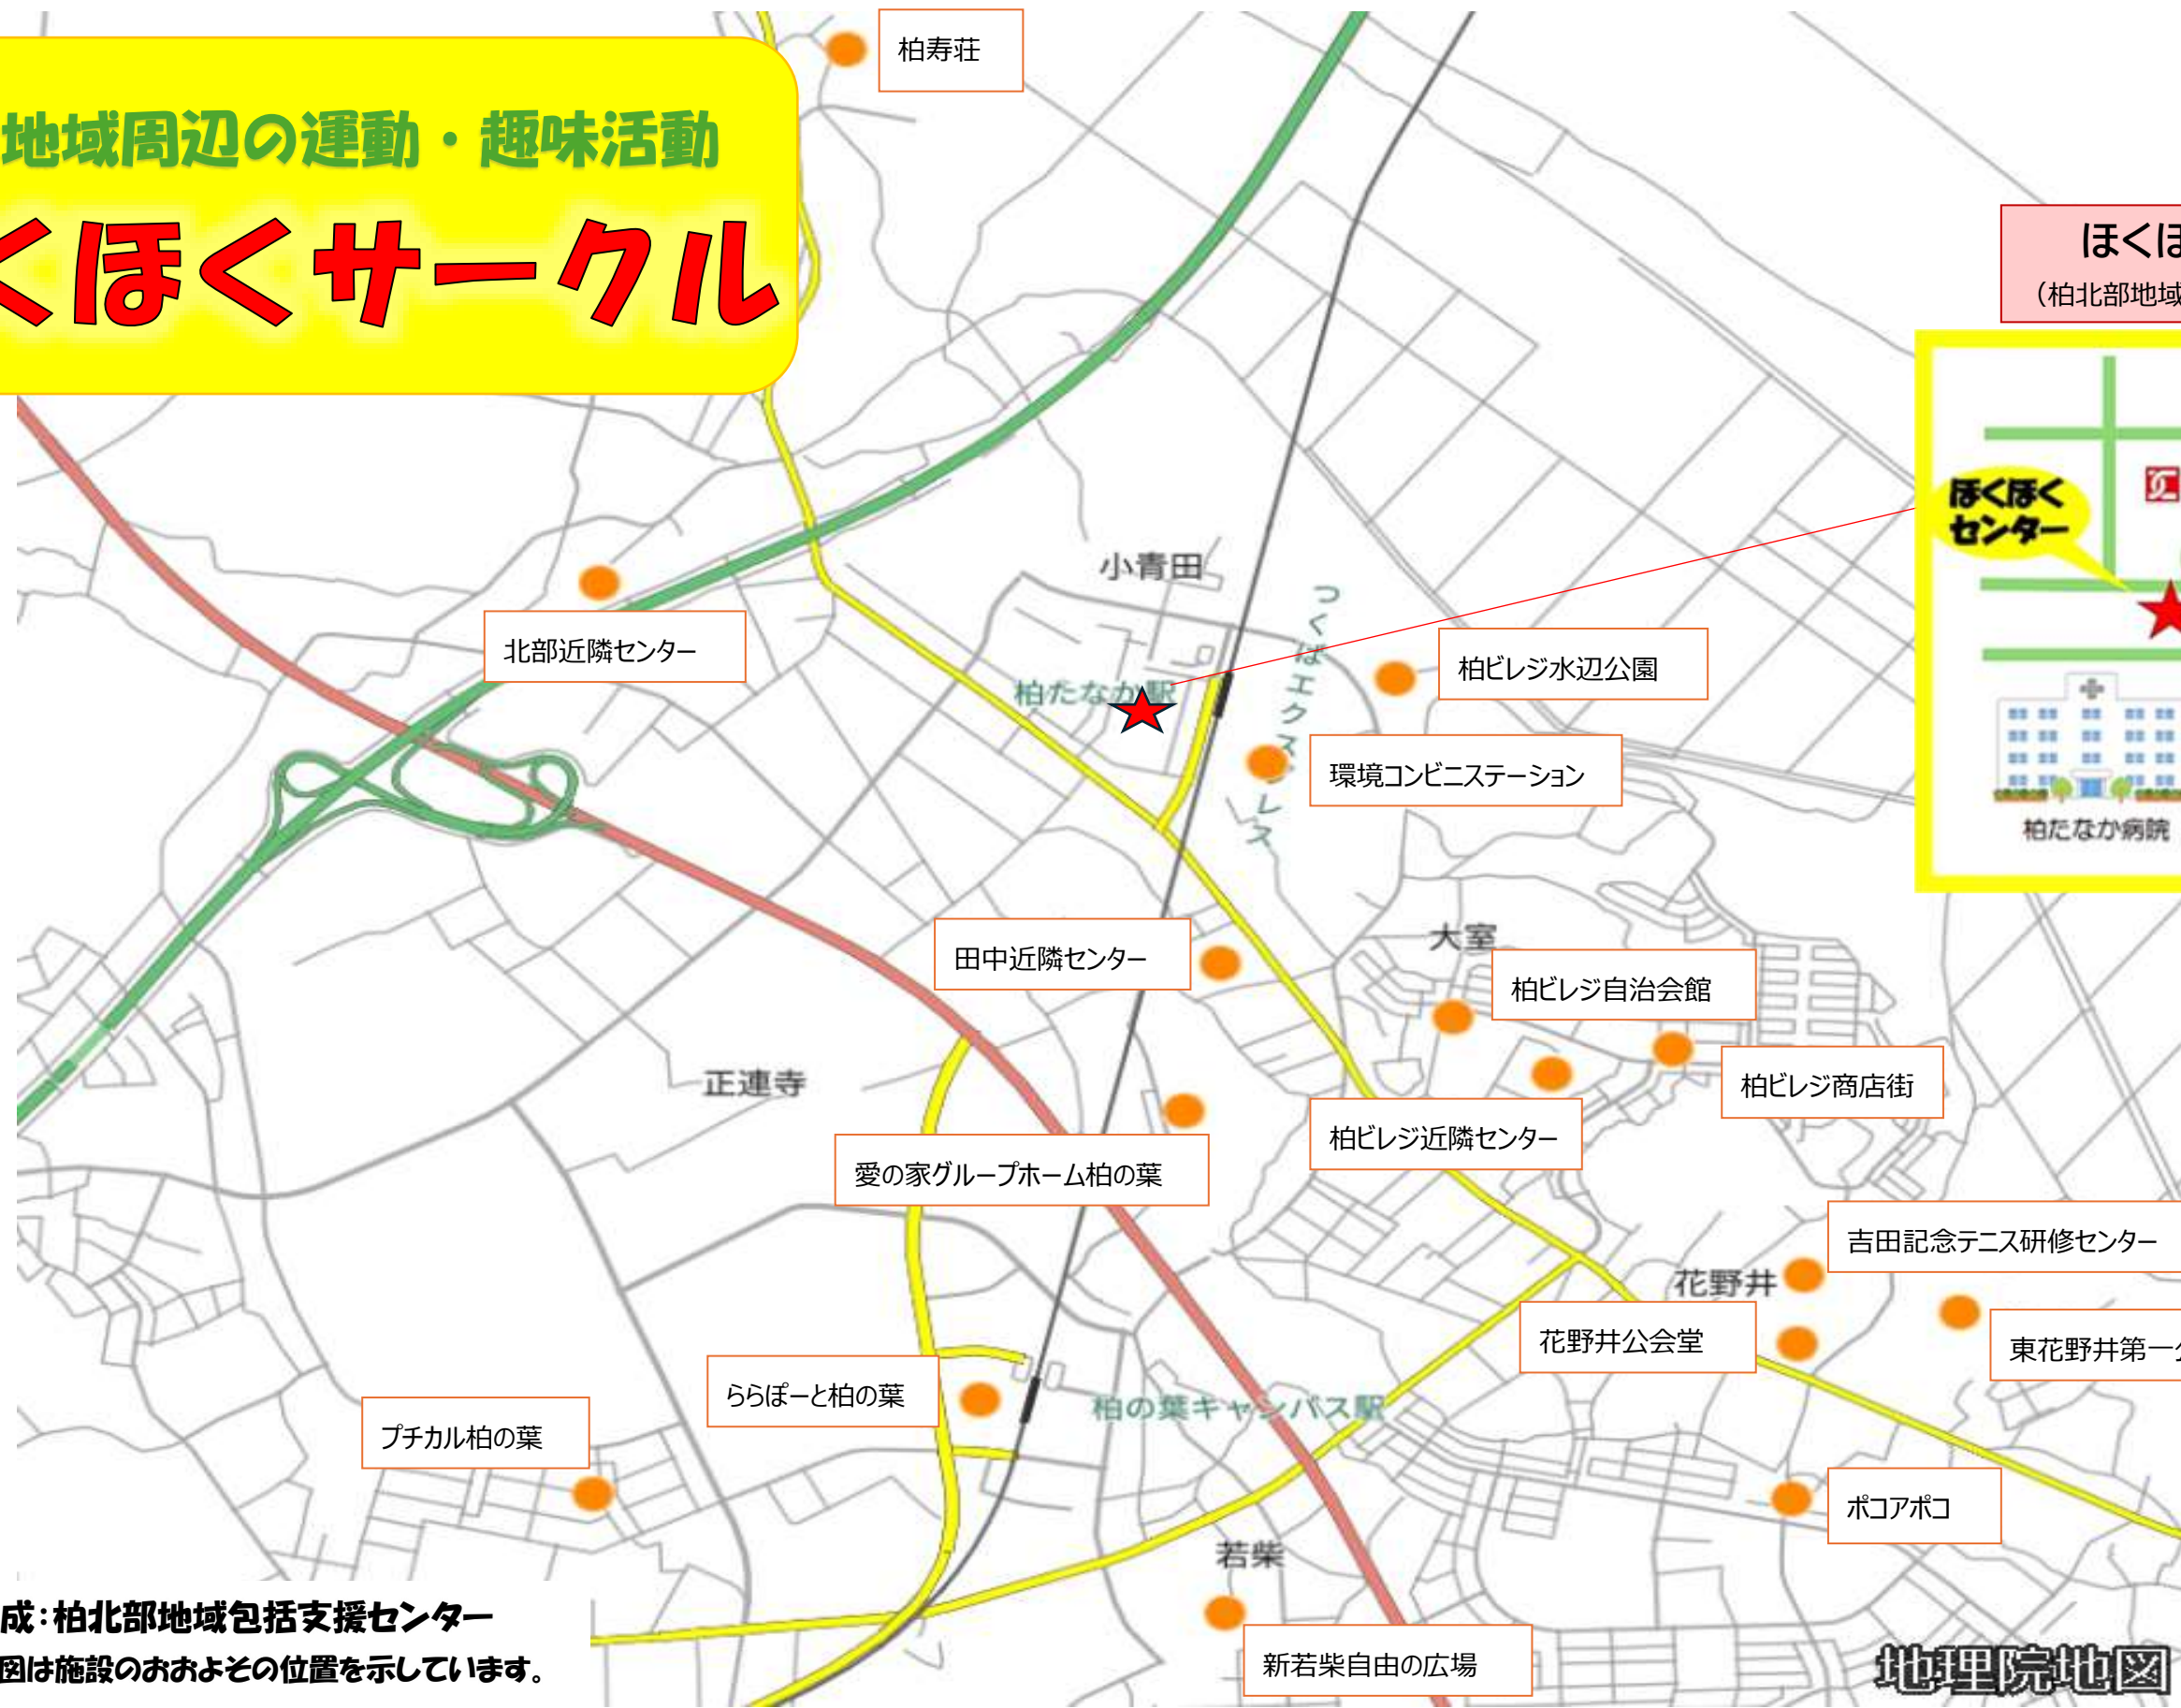 柏寿荘
地域周辺の運動・趣味活動
くほくサークル
ほくほ
（柏北部地域
ほくほく
センター
小青田
つくばエクスプレス
北部近隣センター
柏ビレジ水辺公園
柏たなか駅
環境コンビニステーション
柏たなか病院
大室
田中近隣センター
柏ビレジ自治会館
正連寺
柏ビレジ商店街
柏ビレジ近隣センター
愛の家グループホーム柏の葉
吉田記念テニス研修センター
花野井
花野井公会堂
東花野井第一公
ららぽーと柏の葉
柏の葉キャンパス駅
プチカル柏の葉
ポコアポコ
若柴
成：柏北部地域包括支援センター
図は施設のおおよその位置を示しています。
新若柴自由の広場
地理院地図